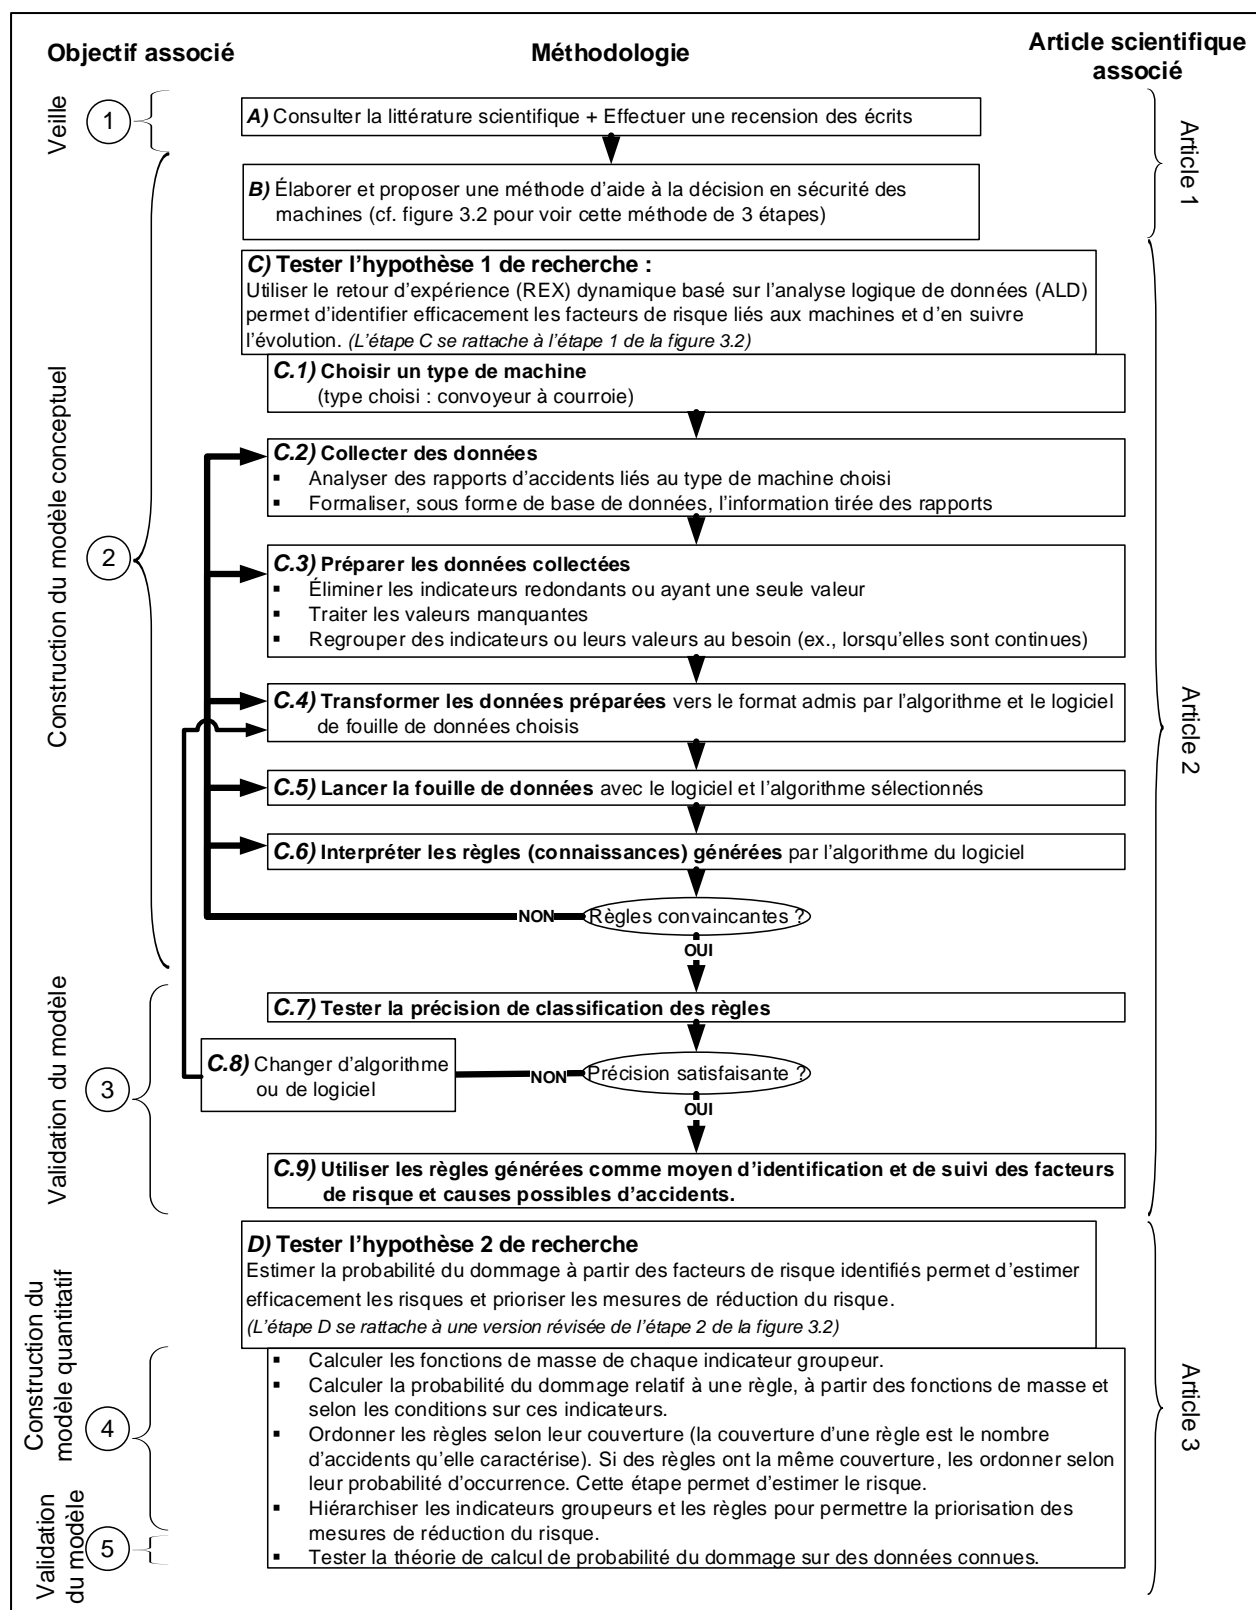 Objectif associé
Méthodologie
Article scientifique
associé
Veille
1
A) Consulter la littérature scientifique + Effectuer une recension des écrits
Article 1
B) Élaborer et proposer une méthode d'aide à la décision en sécurité des
machines (cf. figure 3.2 pour voir cette méthode de 3 étapes)
Construction du modèle conceptuel
2
C) Tester l'hypothèse 1 de recherche :
Utiliser le retour d'expérience (REX) dynamique basé sur l'analyse logique de données (ALD)
permet d'identifier efficacement les facteurs de risque liés aux machines et d'en suivre
l'évolution. (L'étape C se rattache à l'étape 1 de la figure 3.2)
Article 2
C.1) Choisir un type de machine
(type choisi : convoyeur à courroie)
C.2) Collecter des données
▪ Analyser des rapports d'accidents liés au type de machine choisi
▪ Formaliser, sous forme de base de données, l'information tirée des rapports
C.3) Préparer les données collectées
▪ Éliminer les indicateurs redondants ou ayant une seule valeur
▪ Traiter les valeurs manquantes
▪ Regrouper des indicateurs ou leurs valeurs au besoin (ex., lorsqu'elles sont continues)
C.4) Transformer les données préparées vers le format admis par l'algorithme et le logiciel
de fouille de données choisis
C.5) Lancer la fouille de données avec le logiciel et l'algorithme sélectionnés
C.6) Interpréter les règles (connaissances) générées par l'algorithme du logiciel
NON
Règles convaincantes ?
OUI
Validation du modèle
3
C.7) Tester la précision de classification des règles
C.8) Changer d'algorithme
ou de logiciel
NON
Précision satisfaisante ?
OUI
C.9) Utiliser les règles générées comme moyen d'identification et de suivi des facteurs
de risque et causes possibles d'accidents.
D) Tester l'hypothèse 2 de recherche
Estimer la probabilité du dommage à partir des facteurs de risque identifiés permet d'estimer
efficacement les risques et prioriser les mesures de réduction du risque.
(L'étape D se rattache à une version révisée de l'étape 2 de la figure 3.2)
Construction du
modèle quantitatif
4
Article 3
▪ Calculer les fonctions de masse de chaque indicateur groupeur.
▪ Calculer la probabilité du dommage relatif à une règle, à partir des fonctions de masse et
selon les conditions sur ces indicateurs.
▪ Ordonner les règles selon leur couverture (la couverture d'une règle est le nombre
d'accidents qu'elle caractérise). Si des règles ont la même couverture, les ordonner selon
leur probabilité d'occurrence. Cette étape permet d'estimer le risque.
▪ Hiérarchiser les indicateurs groupeurs et les règles pour permettre la priorisation des
mesures de réduction du risque.
Validation
du modèle
5
▪ Tester la théorie de calcul de probabilité du dommage sur des données connues.